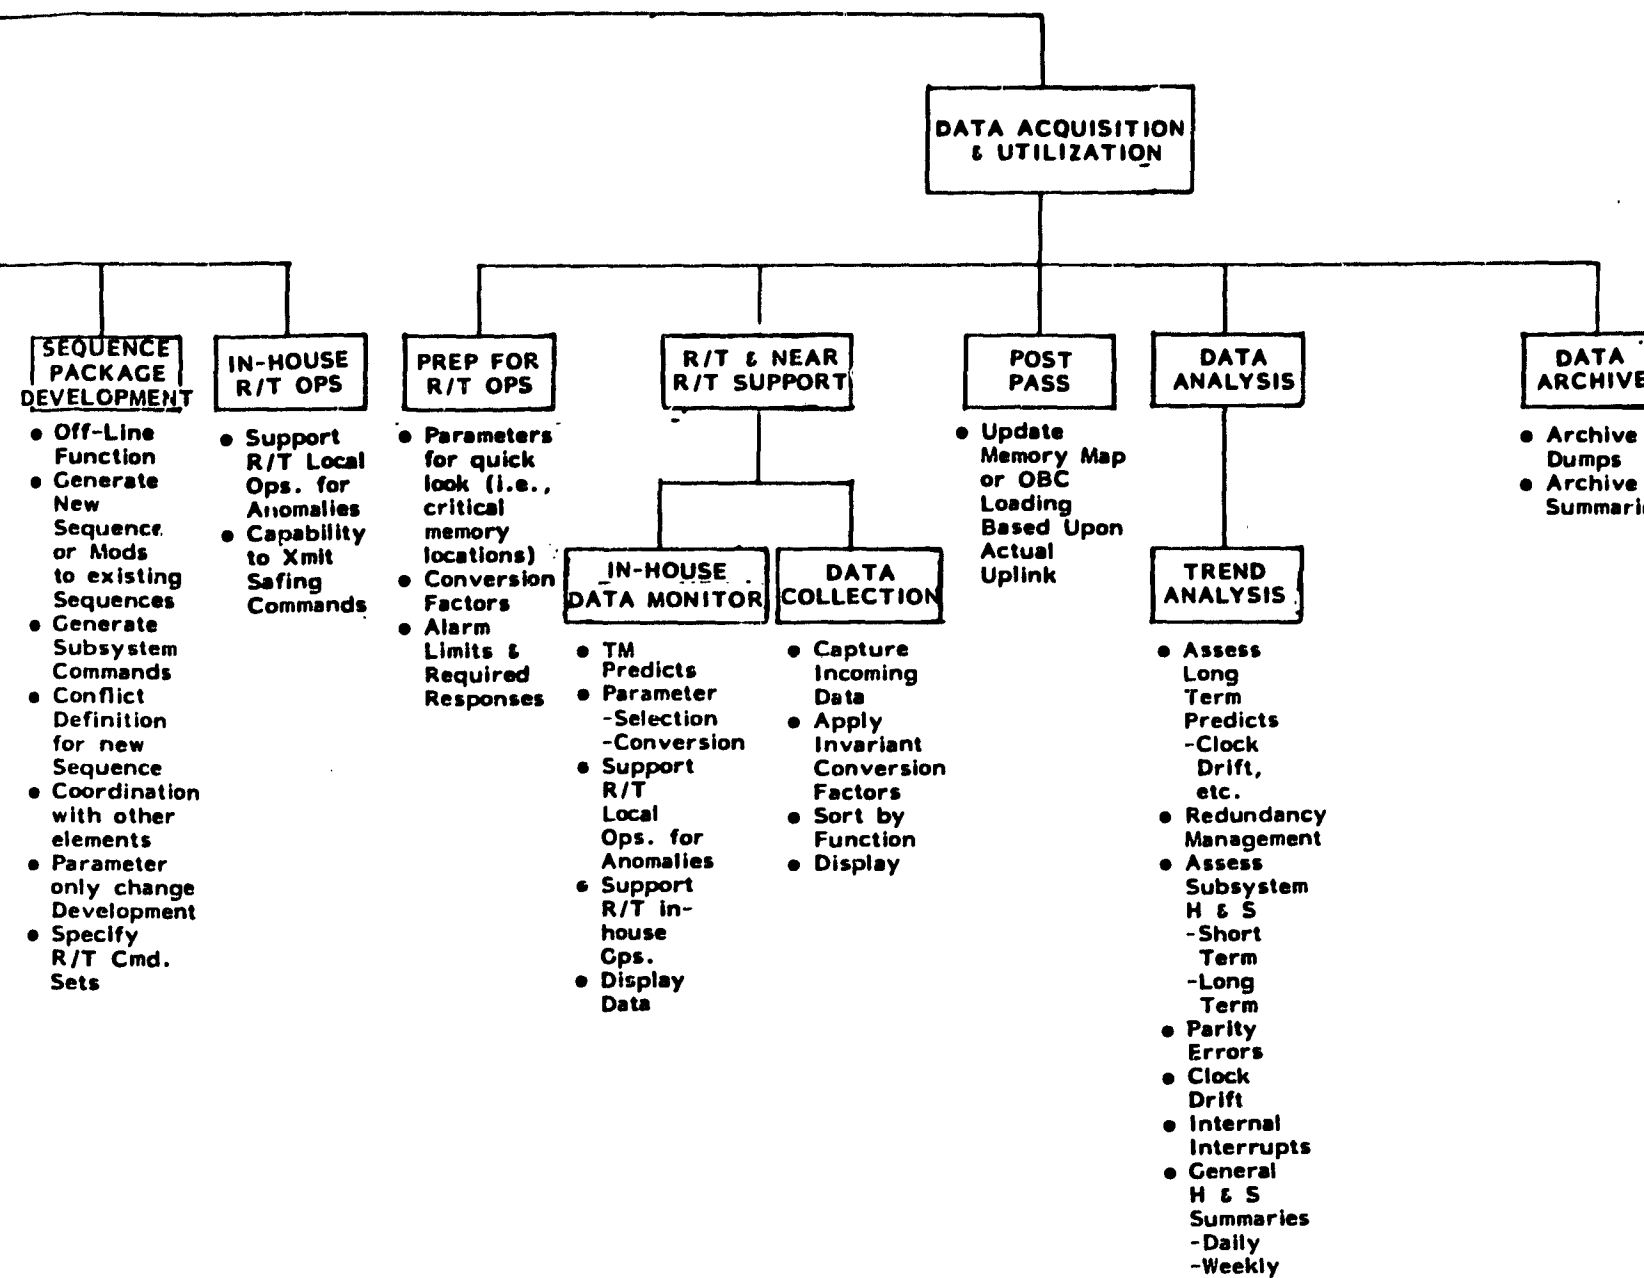 DATA ACQUISITION
& UTILIZATION
SEQUENCE
PACKAGE
DEVELOPMENT
• Off-Line
Function
• Generate
New
Sequence
or Mods
to existing
Sequences
• Generate
Subsystem
Commands
• Conflict
Definition
for new
Sequence
• Coordination
with other
elements
• Parameter
only change
Development
• Specify
R/T Cmd.
Sets
IN-HOUSE
R/T OPS
• Support
R/T Local
Ops. for
Anomalies
• Capability
to Xmit
Safing
Commands
PREP FOR
R/T OPS
• Parameters
for quick
look (i.e.,
critical
memory
locations)
• Conversion
Factors
• Alarm
Limits &
Required
Responses
R/T & NEAR
R/T SUPPORT
IN-HOUSE
DATA MONITOR
• TM
Predicts
• Parameter
-Selection
-Conversion
• Support
R/T
Local
Ops. for
Anomalies
• Support
R/T in-
house
Ops.
• Display
Data
DATA
COLLECTION
• Capture
Incoming
Data
• Apply
Invariant
Conversion
Factors
• Sort by
Function
• Display
POST
PASS
• Update
Memory Map
or OBC
Loading
Based Upon
Actual
Uplink
DATA
ANALYSIS
TREND
ANALYSIS
• Assess
Long
Term
Predicts
-Clock
Drift,
etc.
• Redundancy
Management
• Assess
Subsystem
H & S
-Short
Term
-Long
Term
• Parity
Errors
• Clock
Drift
• Internal
Interrupts
• General
H & S
Summaries
-Daily
-Weekly
DATA
ARCHIVE
• Archive
Dumps
• Archive
Summari